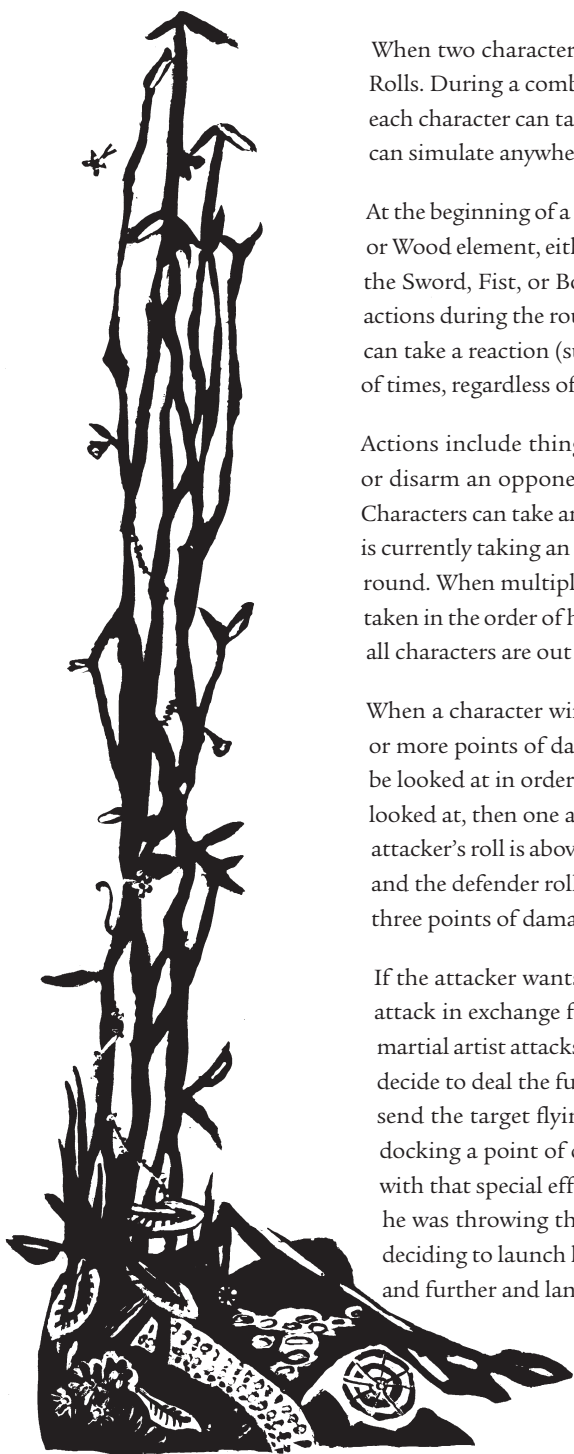 When two character
Rolls. During a comb
each character can ta
can simulate anywhe
At the beginning of a
or Wood element, eith
the Sword, Fist, or Bo
actions during the rou
can take a reaction (su
of times, regardless of
Actions include thing
or disarm an oppone
Characters can take an
is currently taking an
round. When multipl
taken in the order of h
all characters are out
When a character win
or more points of da
be looked at in order
looked at, then one a
attacker’s roll is abov
and the defender roll
three points of dama
If the attacker wants
attack in exchange f
martial artist attacks
decide to deal the fu
send the target flyin
docking a point of d
with that special eff
he was throwing th
deciding to launch h
and further and lan